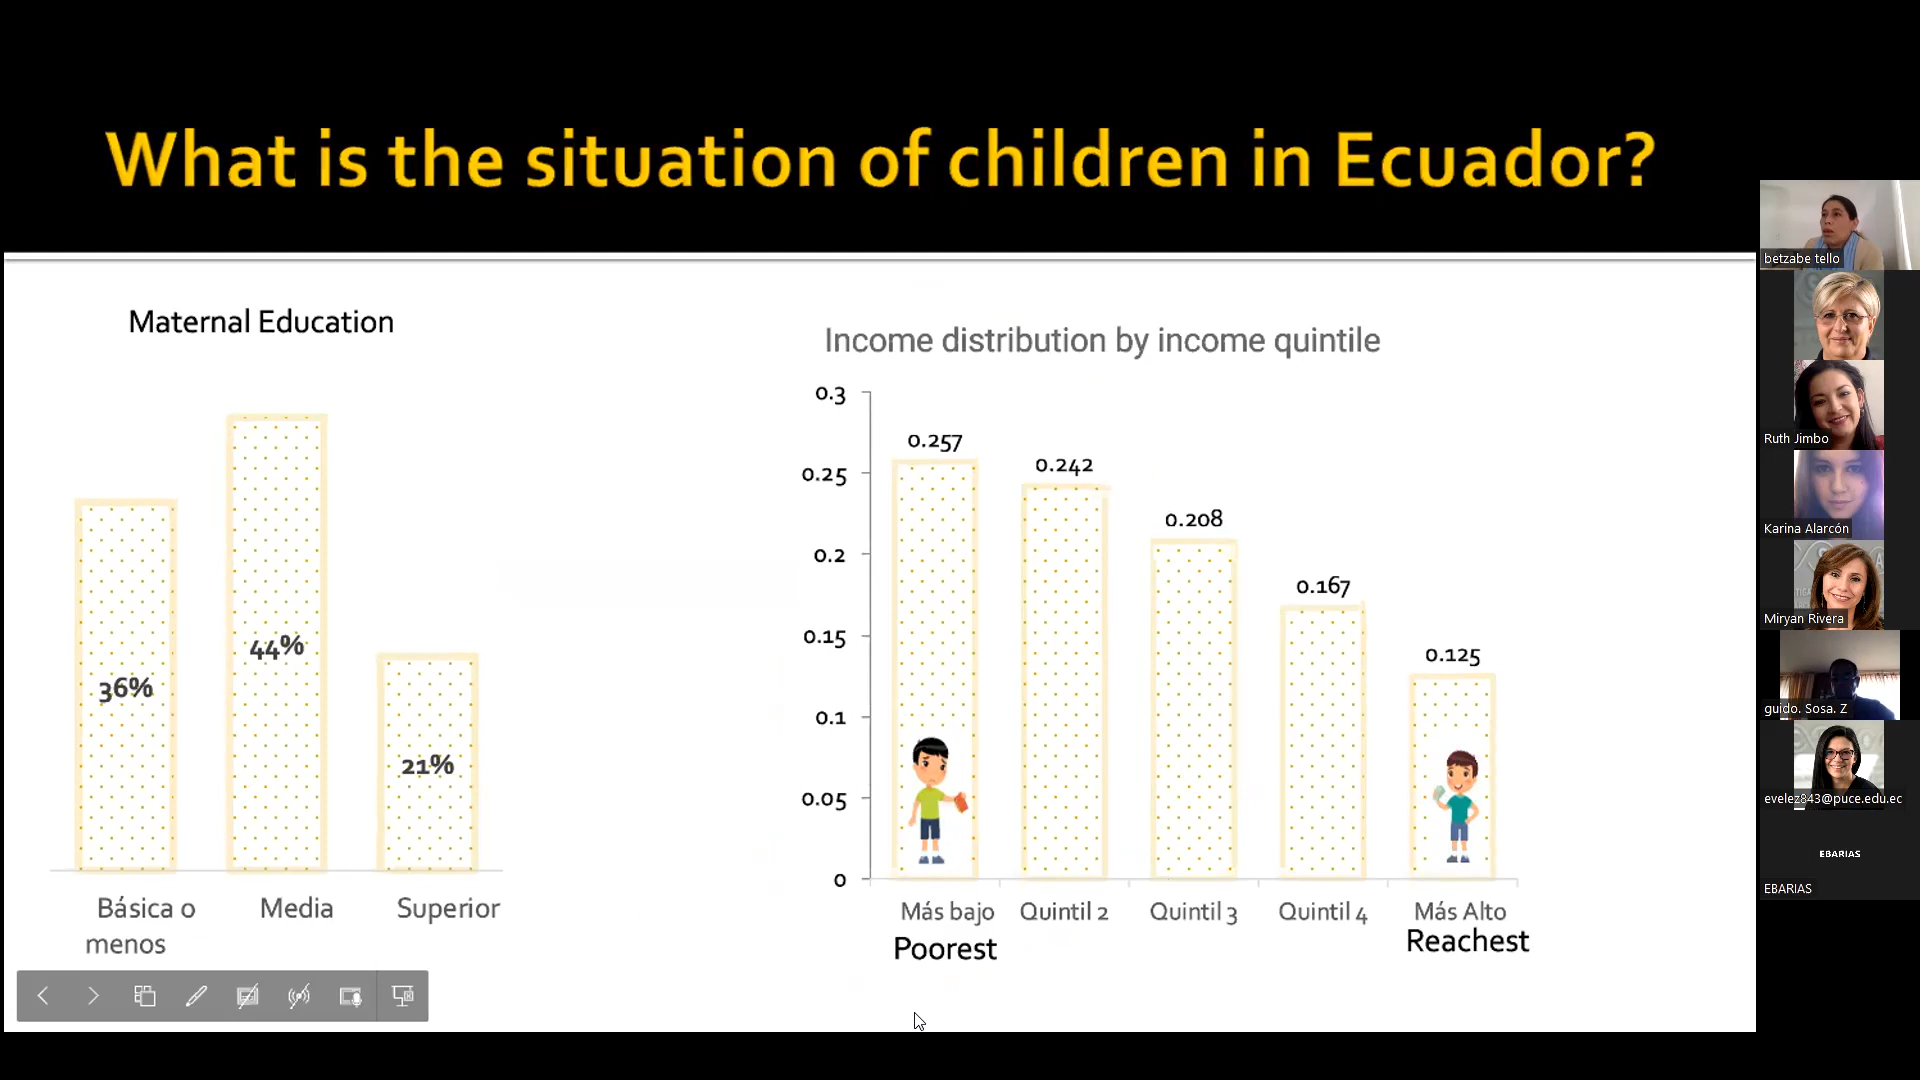 What is the situation of children in Ecuador?
Maternal Education
36%
44%
21%
Básica o
menos
Media
Superior
Income distribution by income quintile
0.3
0.25
0.2
0.15
0.1
0.05
0
0.257
0.242
0.208
0.167
0.125
Más bajo
Quintil 2
Quintil 3
Quintil 4
Más Alto
Poorest
Reachest
betzabe tello
Ruth Jimbo
Karina Alarcón
Miryan Rivera
guido. Sosa. Z
evelez843@puce.edu.ec
EBARIAS
EBARIAS